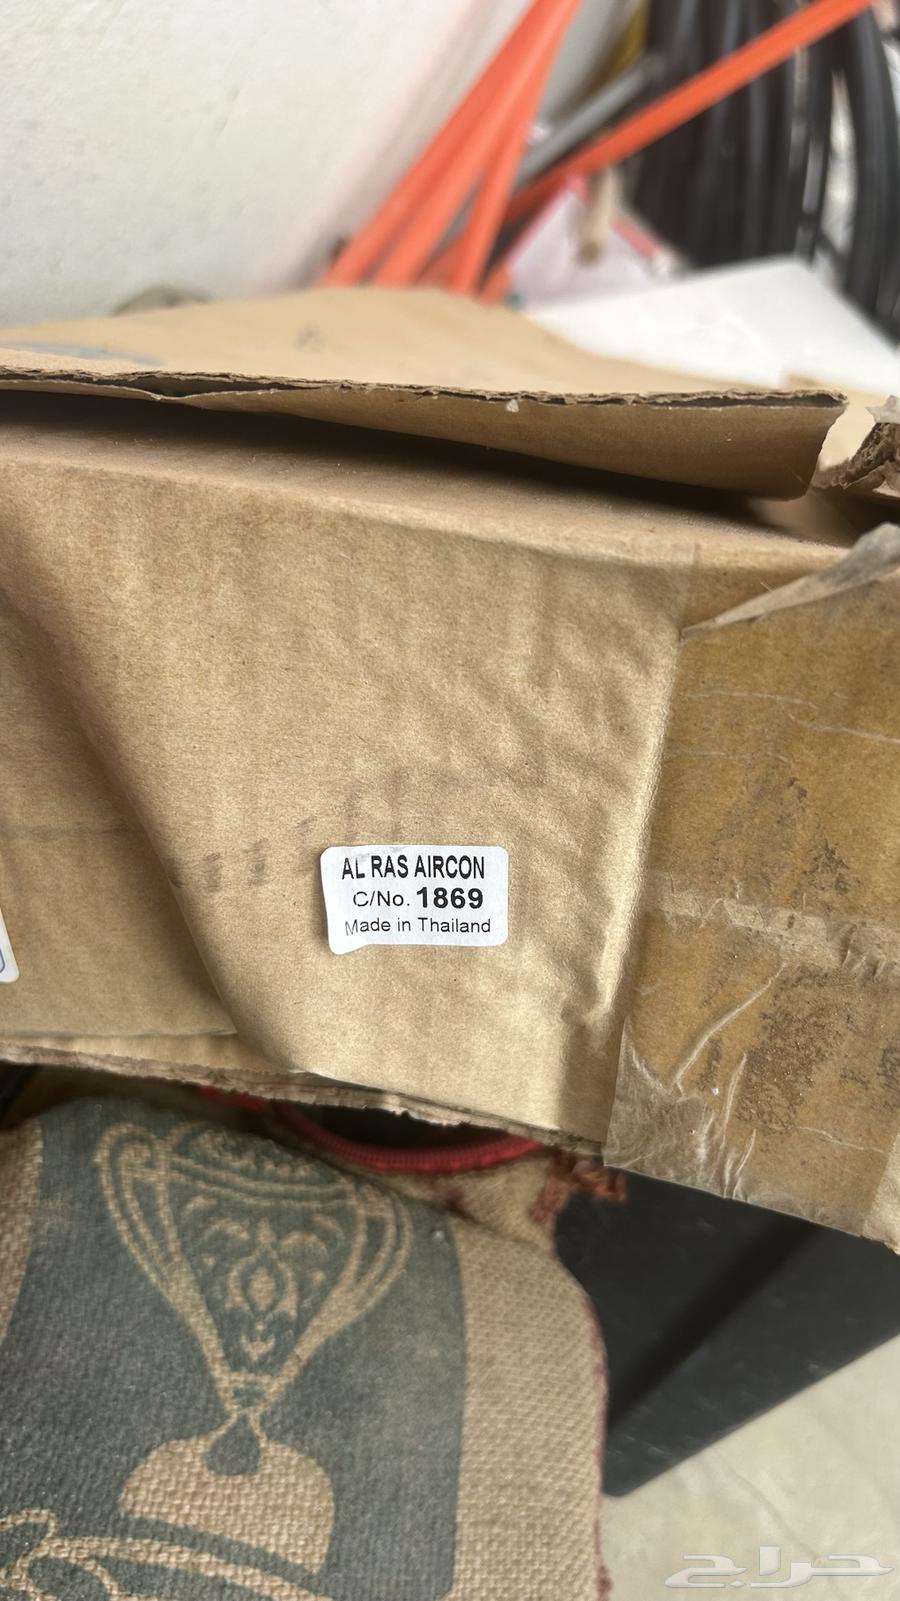 AL RAS AIRCON
C/No. 1869
Made in Thailand
حراج